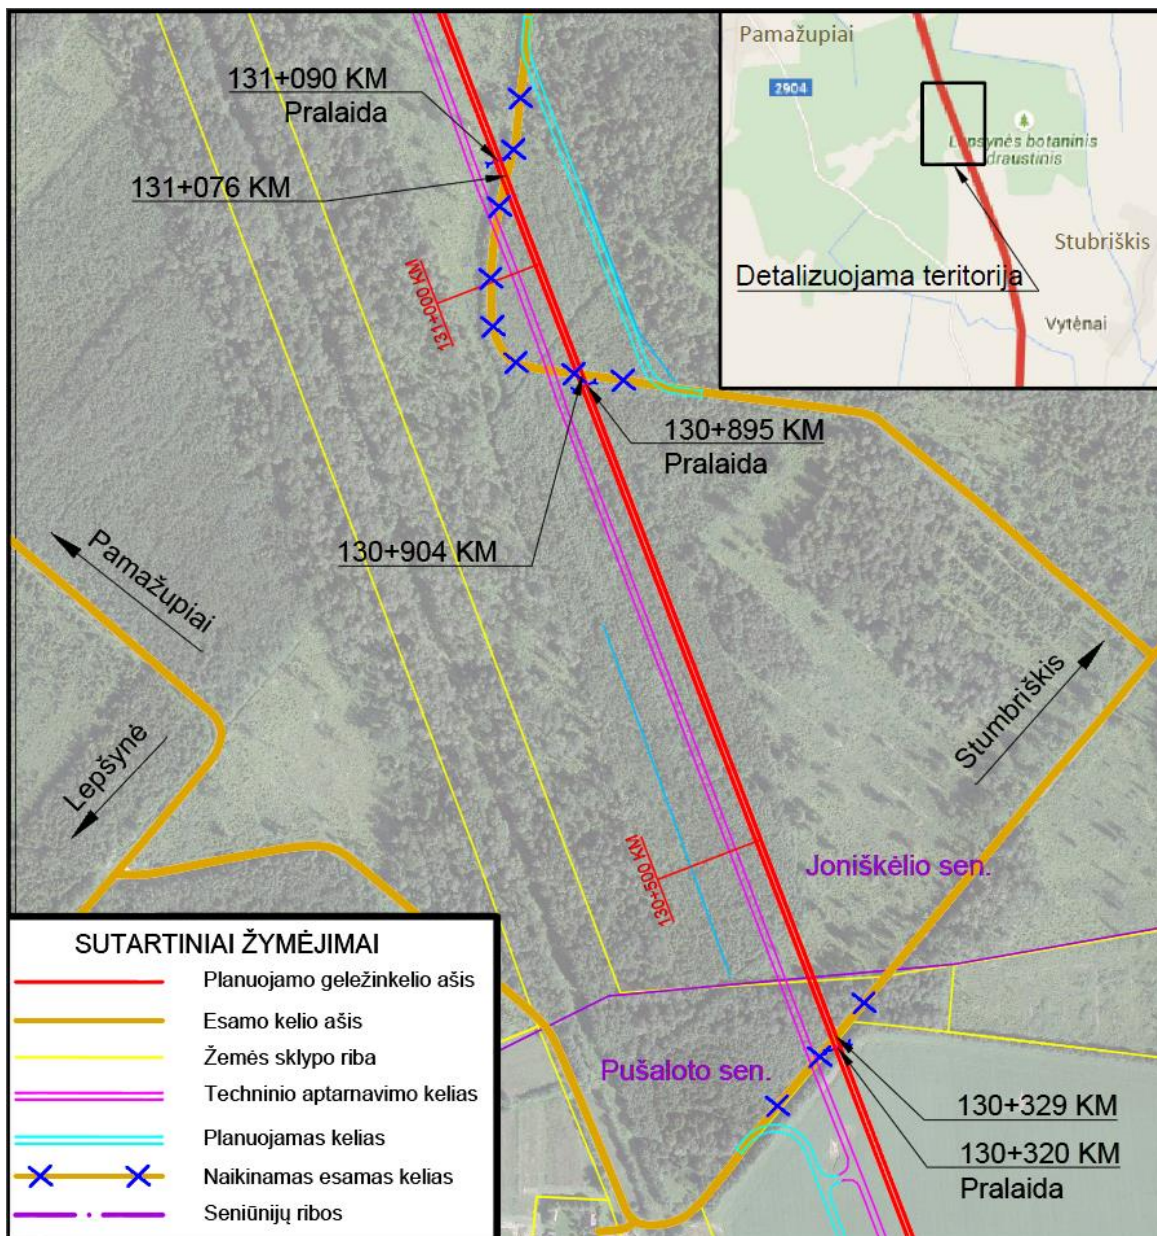 131+090 KM
Pralaida
131+076 KM
131+000 KM
130+895 KM
Pralaida
130+904 KM
Pamažupiai
Lepšynė
Stumbriškis
130+500 KM
Joniškėlio sen.
Pušaloto sen.
130+329 KM
130+320 KM
Pralaida
Pamažupiai
2904
Lepšynės botaninis
draustinis
Stubriškis
Detalizuojama teritorija
Vytėnai
SUTARTINIAI ŽYMĖJIMAI
Planuojamo geležinkelio ašis
Esamo kelio ašis
Žemės sklypo riba
Techninio aptarnavimo kelias
Planuojamas kelias
Naikinamas esamas kelias
Seniūnijų ribos